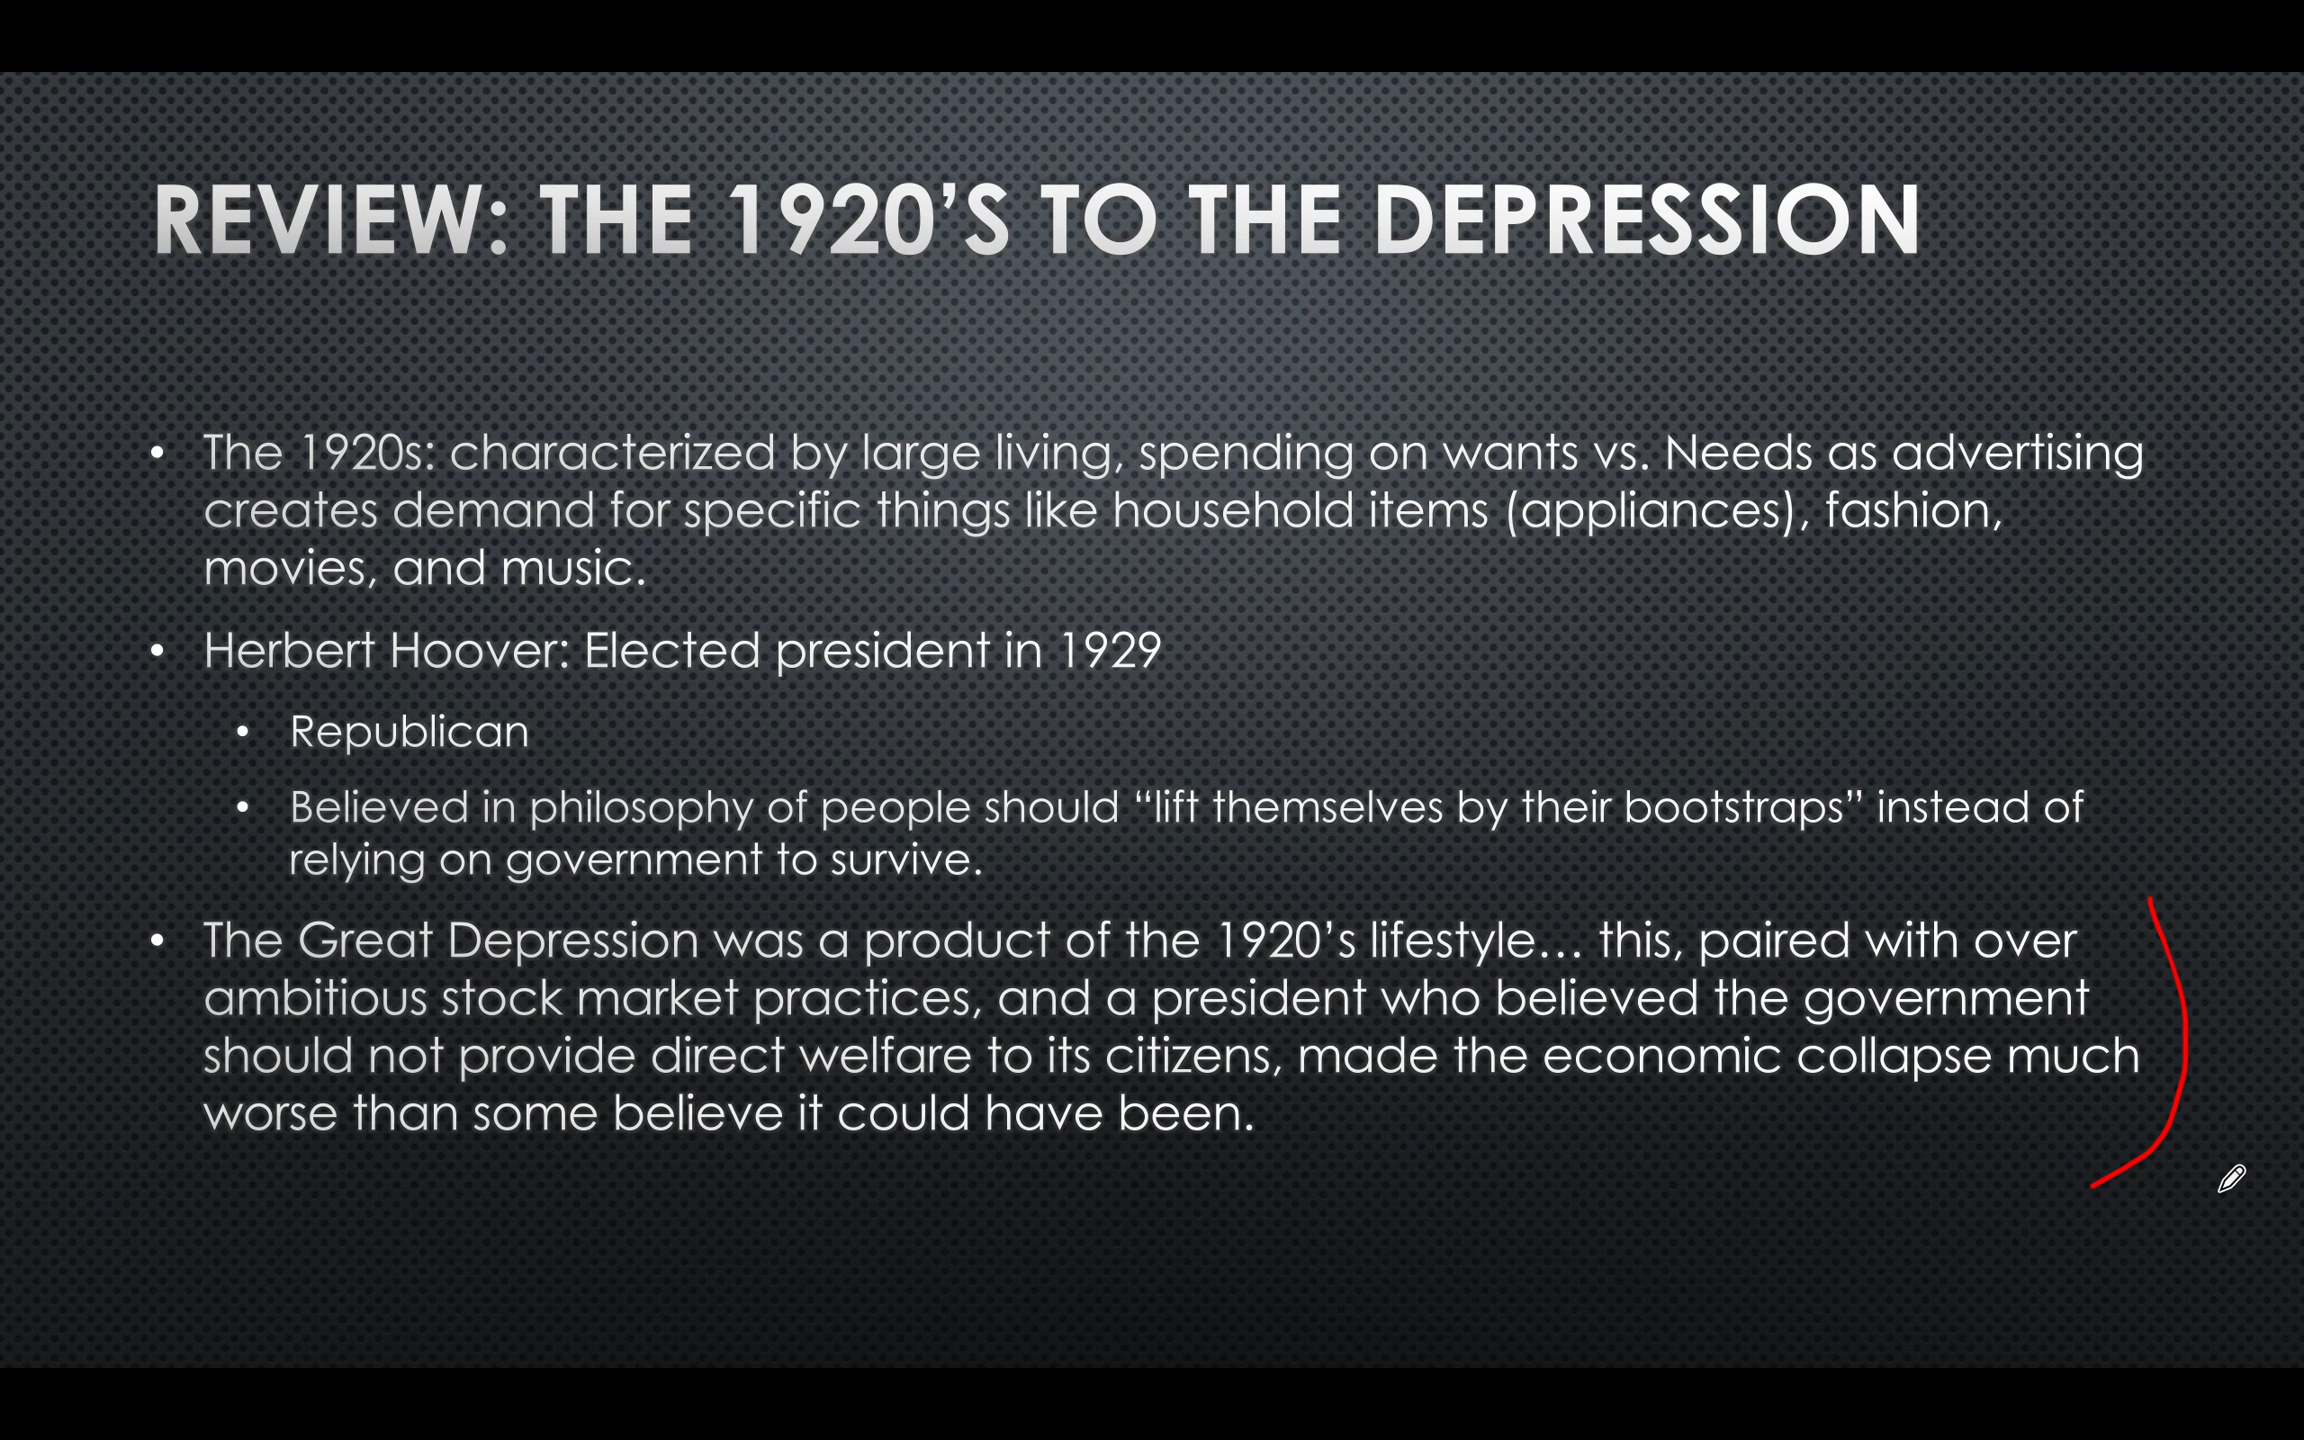 REVIEW: THE 1920’S TO THE DEPRESSION
• The 1920s: characterized by large living, spending on wants vs. Needs as advertising
creates demand for specific things like household items (appliances), fashion,
movies, and music.
• Herbert Hoover: Elected president in 1929
• Republican
• Believed in philosophy of people should “lift themselves by their bootstraps” instead of
relying on government to survive.
• The Great Depression was a product of the 1920’s lifestyle… this, paired with over
ambitious stock market practices, and a president who believed the government
should not provide direct welfare to its citizens, made the economic collapse much
worse than some believe it could have been.